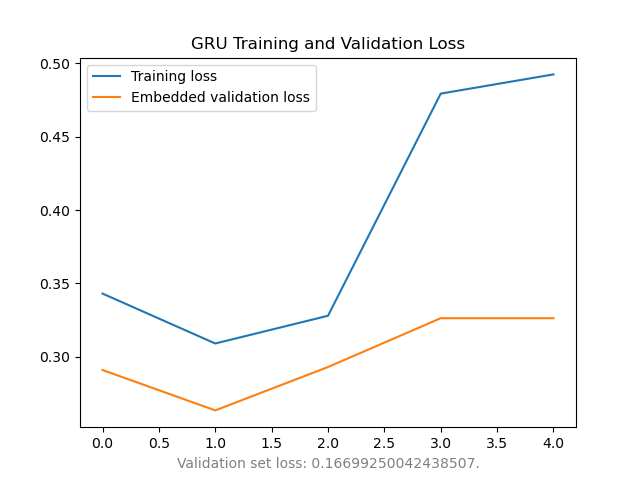 GRU Training and Validation Loss
Training loss
Embedded validation loss
0.50
0.45
0.40
0.35
0.30
0.0 0.5 1.0 1.5 2.0 2.5 3.0 3.5 4.0
Validation set loss: 0.16699250042438507.